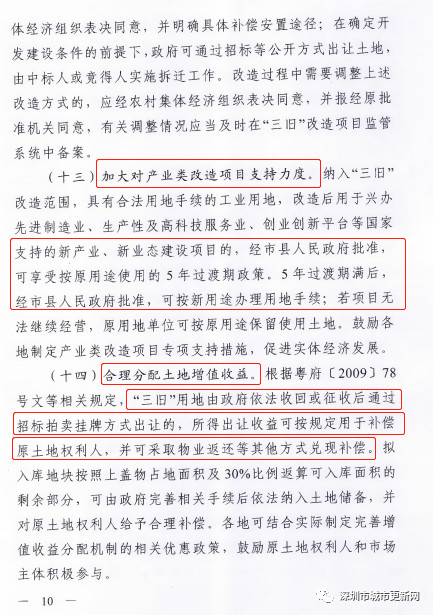 体经济组织表决同意，并明确具体补偿安置途径；在确定开
发建设条件的前提下，政府可通过招标等公开方式出让土地，
由中标人或竞得人实施拆迁工作。改造过程中需要调整上述
改造方式的，应经农村集体经济组织表决同意，并报经原批
准机关同意，有关调整情况应当及时在“三旧”改造项目监管
系统中备案。
（十三）加大对产业类改造项目支持力度。纳入“三旧”
改造范围，具有合法用地手续的工业用地，改造后用于兴办
先进制造业、生产性及高科技服务业、创业创新平台等国家
支持的新产业、新业态建设项目的，经市县人民政府批准，
可享受按原用途使用的 5 年过渡期政策。5 年过渡期满后，
经市县人民政府批准，可按新用途办理用地手续；若项目无
法继续经营，原用地单位可按原用途保留使用土地。鼓励各
地制定产业类改造项目专项支持措施，促进实体经济发展。
（十四）合理分配土地增值收益。根据粤府〔2009〕78
号文等相关规定，“三旧”用地由政府依法收回或征收后通过
招标拍卖挂牌方式出让的，所得出让收益可按规定用于补偿
原土地权利人，并可采取物业返还等其他方式兑现补偿。拟
入库地块按照上盖物占地面积及 30%比例返算可入库面积的
剩余部分，可由政府完善相关手续后依法纳入土地储备，并
对原土地权利人给予合理补偿。各地可结合实际制定完善增
值收益分配机制的相关优惠政策，鼓励原土地权利人和市场
主体积极参与。
— 10 —
深圳市城市更新网